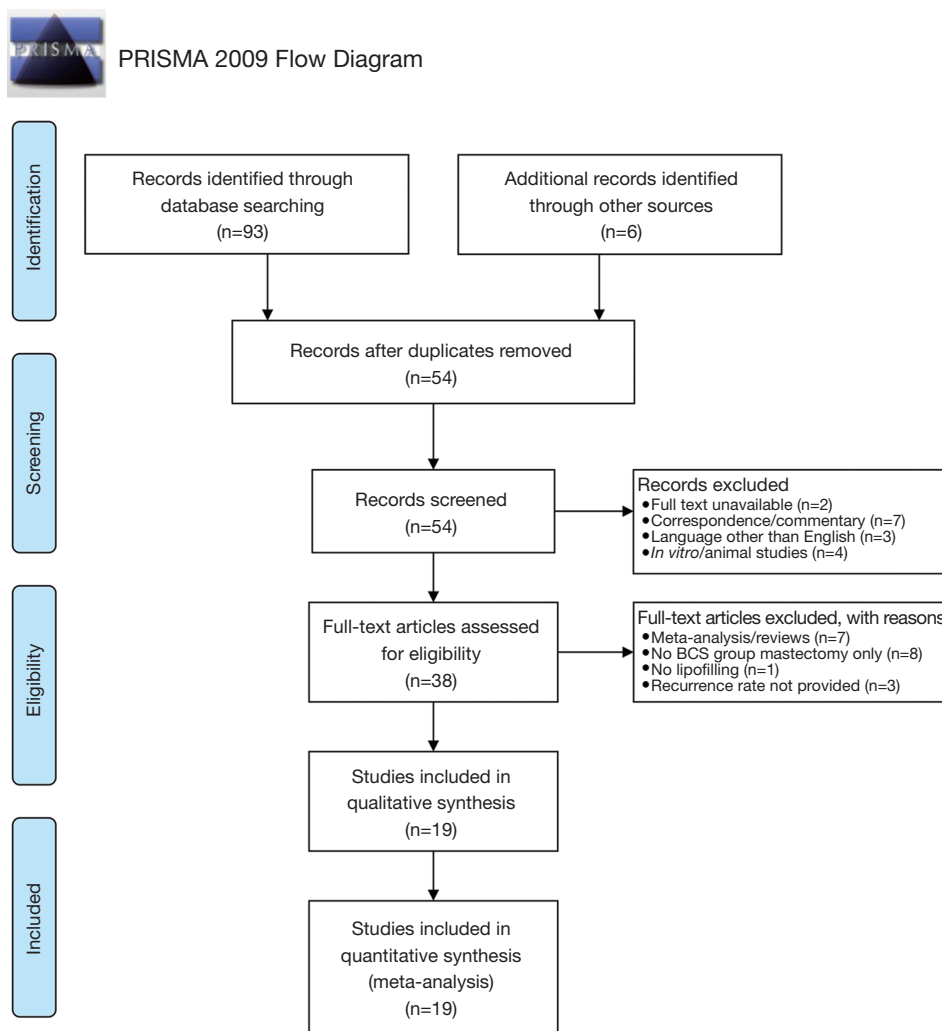 PRISMA
PRISMA 2009 Flow Diagram
Identification
Records identified through
database searching
(n=93)
Additional records identified
through other sources
(n=6)
Records after duplicates removed
(n=54)
Screening
Records screened
(n=54)
Records excluded
●Full text unavailable (n=2)
●Correspondence/commentary (n=7)
●Language other than English (n=3)
●In vitro/animal studies (n=4)
Eligibility
Full-text articles assessed
for eligibility
(n=38)
Full-text articles excluded, with reasons
●Meta-analysis/reviews (n=7)
●No BCS group mastectomy only (n=8)
●No lipofilling (n=1)
●Recurrence rate not provided (n=3)
Studies included in
qualitative synthesis
(n=19)
Included
Studies included in
quantitative synthesis
(meta-analysis)
(n=19)